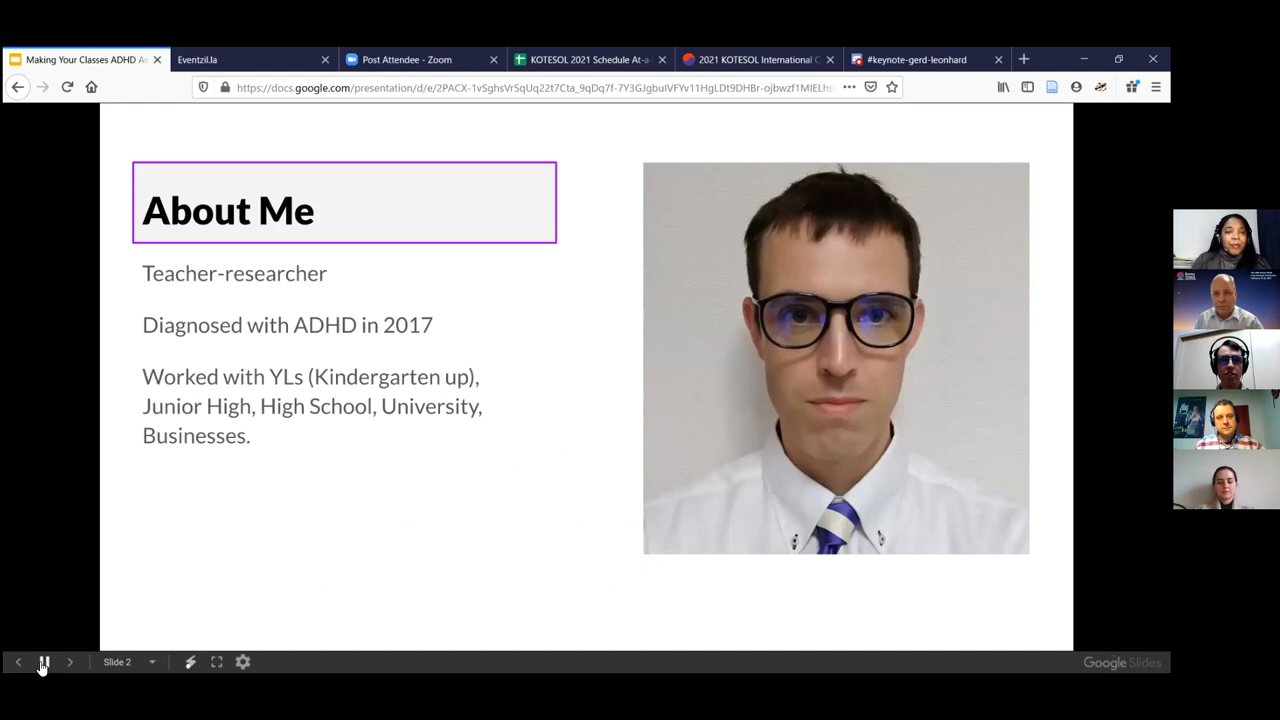 Making Your Classes ADHD Aw
Eventzil.la
Post Attendee - Zoom
KOTESOL 2021 Schedule At-a-
2021 KOTESOL International C
#keynote-gerd-leonhard
About Me
Teacher-researcher
Diagnosed with ADHD in 2017
Worked with YLs (Kindergarten up),
Junior High, High School, University,
Businesses.
Slide 2
Google Slides